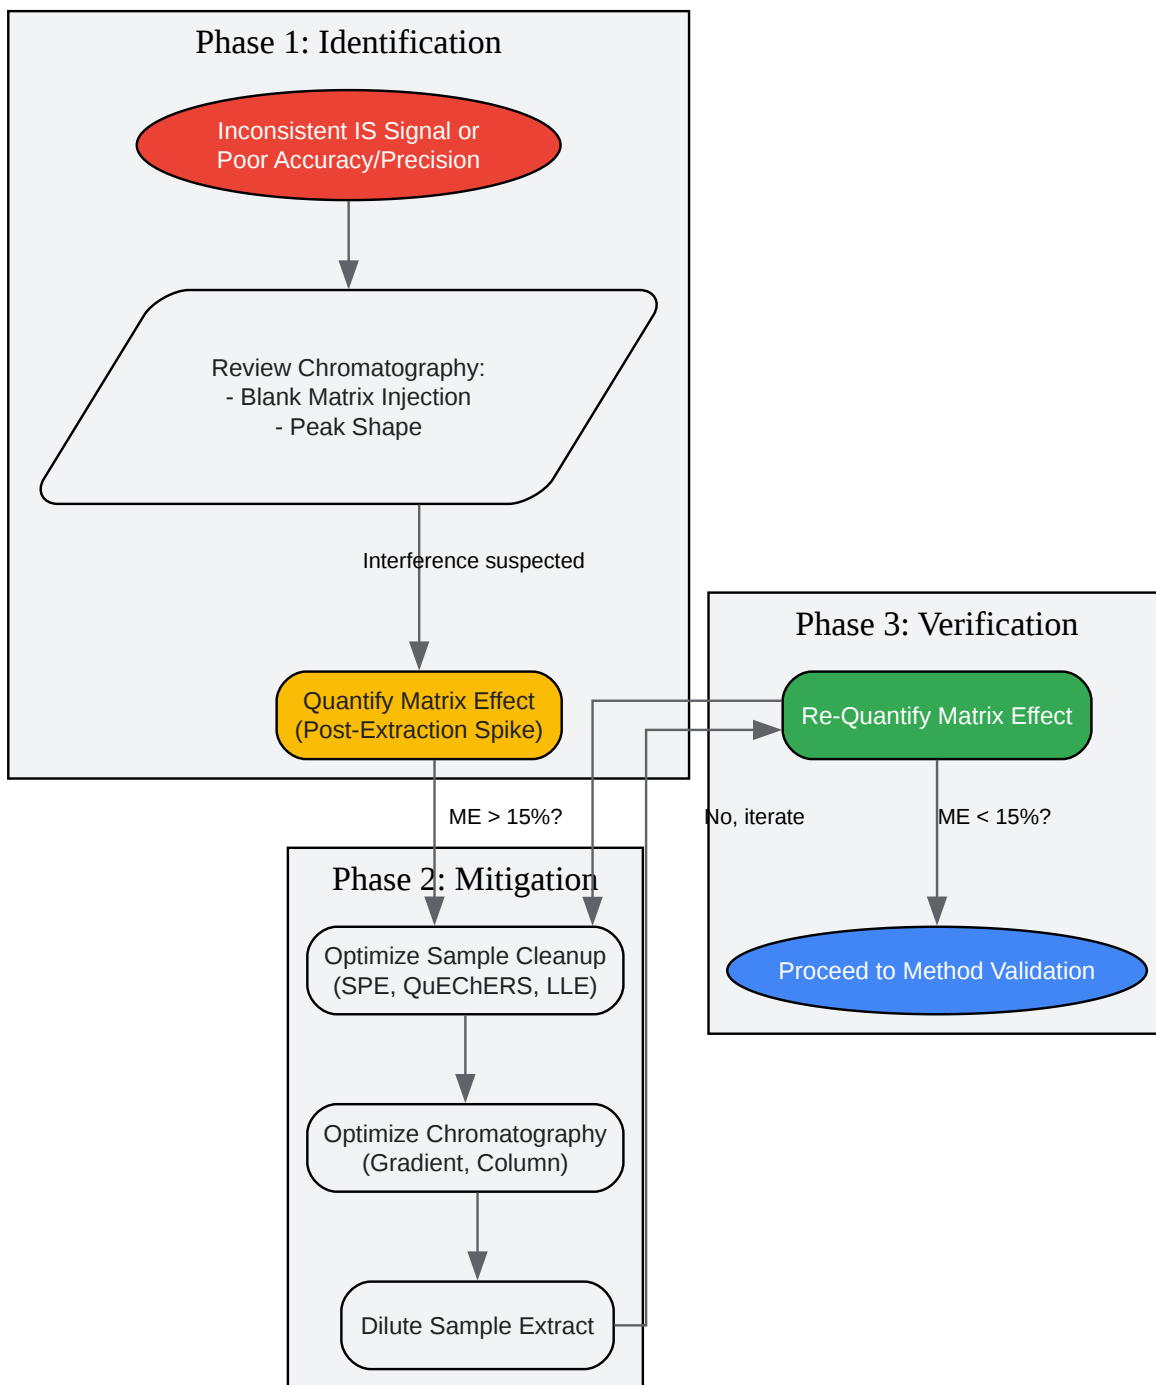 Phase 1: Identification
Inconsistent IS Signal or
Poor Accuracy/Precision
Review Chromatography:
- Blank Matrix Injection
- Peak Shape
Interference suspected
Quantify Matrix Effect
(Post-Extraction Spike)
ME > 15%?
Phase 2: Mitigation
Optimize Sample Cleanup
(SPE, QuEChERS, LLE)
Optimize Chromatography
(Gradient, Column)
Dilute Sample Extract
Phase 3: Verification
Re-Quantify Matrix Effect
No, iterate
ME < 15%?
Proceed to Method Validation